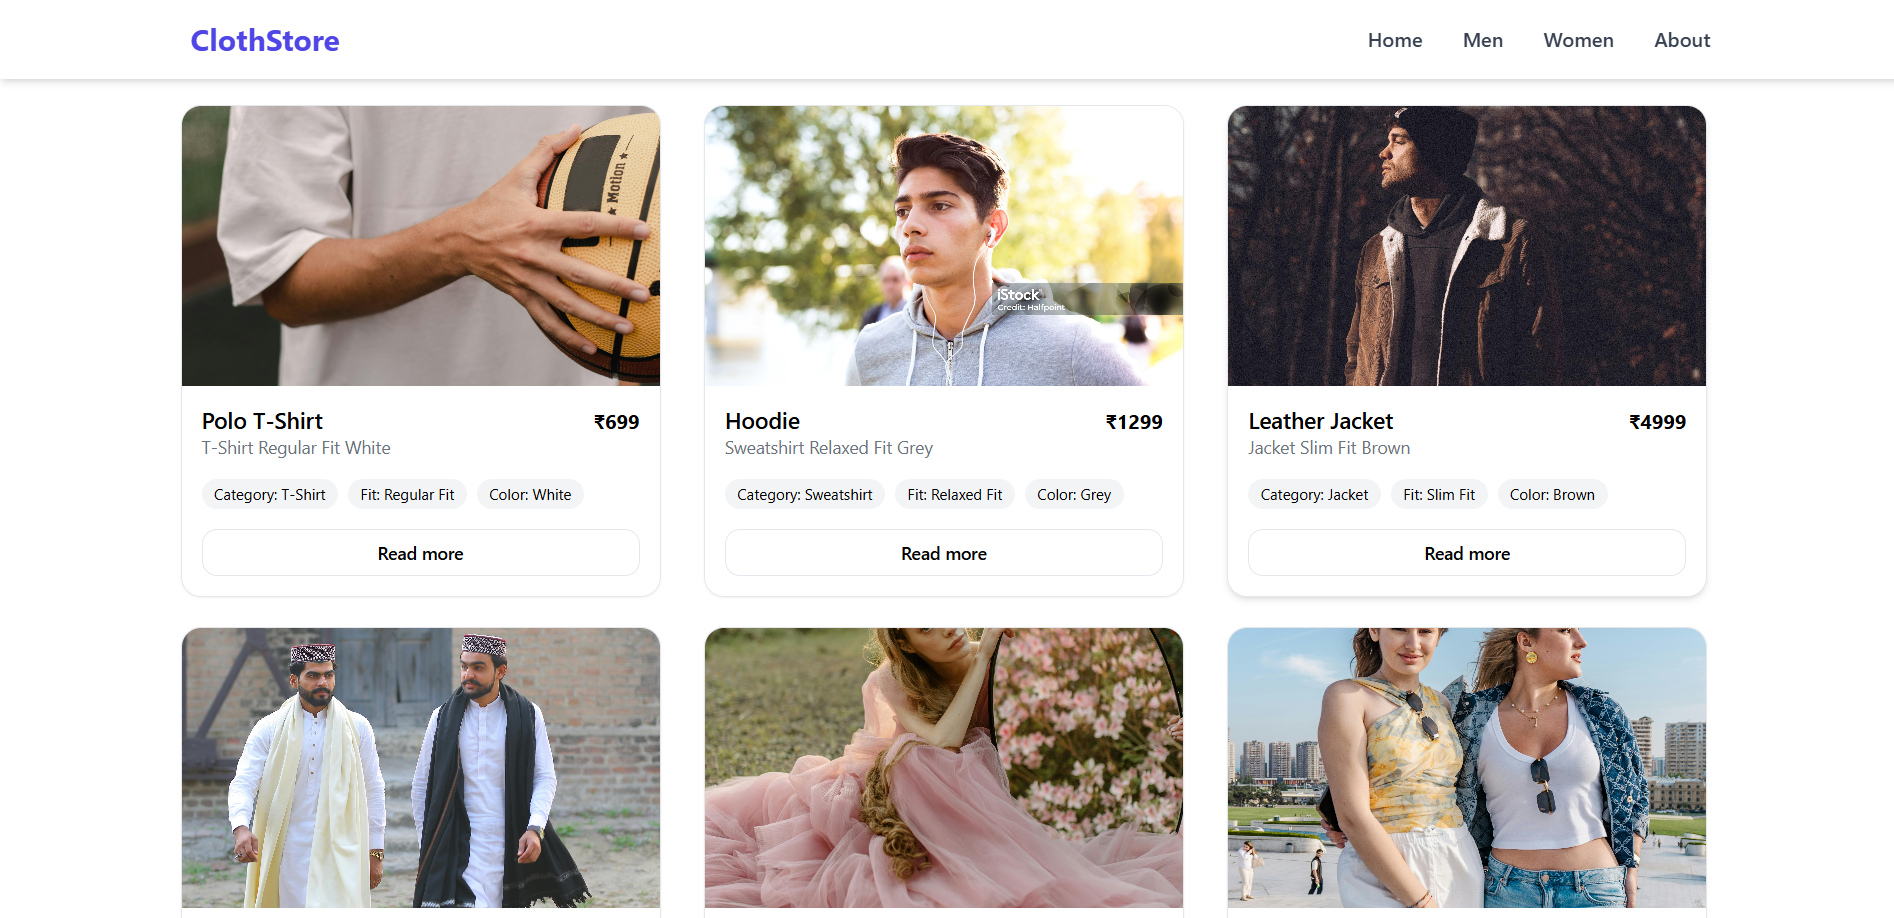 ClothStore
Home Men Women About
Motion
iStock
Credit: Halfpoint
Polo T-Shirt ₹699
T-Shirt Regular Fit White
Category: T-Shirt Fit: Regular Fit Color: White
Read more
Hoodie ₹1299
Sweatshirt Relaxed Fit Grey
Category: Sweatshirt Fit: Relaxed Fit Color: Grey
Read more
Leather Jacket ₹4999
Jacket Slim Fit Brown
Category: Jacket Fit: Slim Fit Color: Brown
Read more